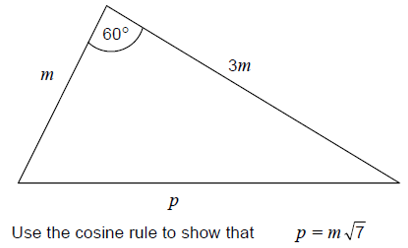 60°
m
3m
p
Use the cosine rule to show that p = m√7